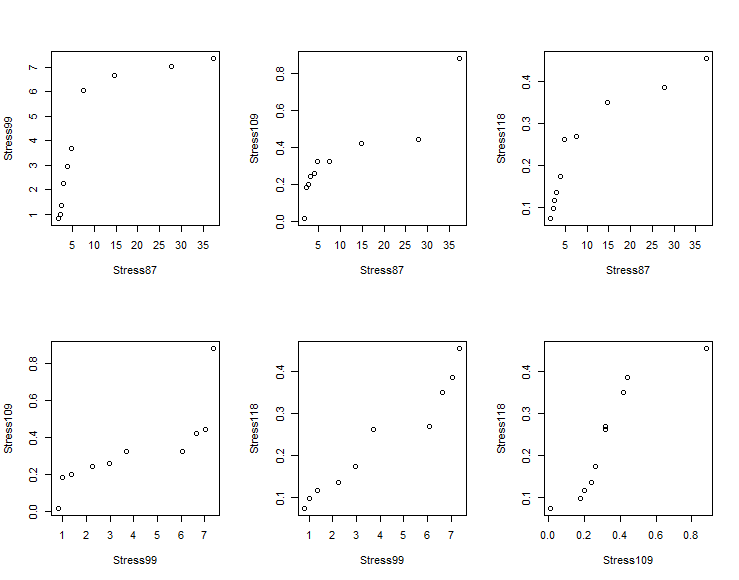 Stress99
1 2 3 4 5 6 7
5 10 15 20 25 30 35
Stress87
Stress109
0.0 0.2 0.4 0.6 0.8
5 10 15 20 25 30 35
Stress87
Stress118
0.1 0.2 0.3 0.4
5 10 15 20 25 30 35
Stress87
Stress109
0.0 0.2 0.4 0.6 0.8
1 2 3 4 5 6 7
Stress99
Stress118
0.1 0.2 0.3 0.4
1 2 3 4 5 6 7
Stress99
Stress118
0.1 0.2 0.3 0.4
0.0 0.2 0.4 0.6 0.8
Stress109